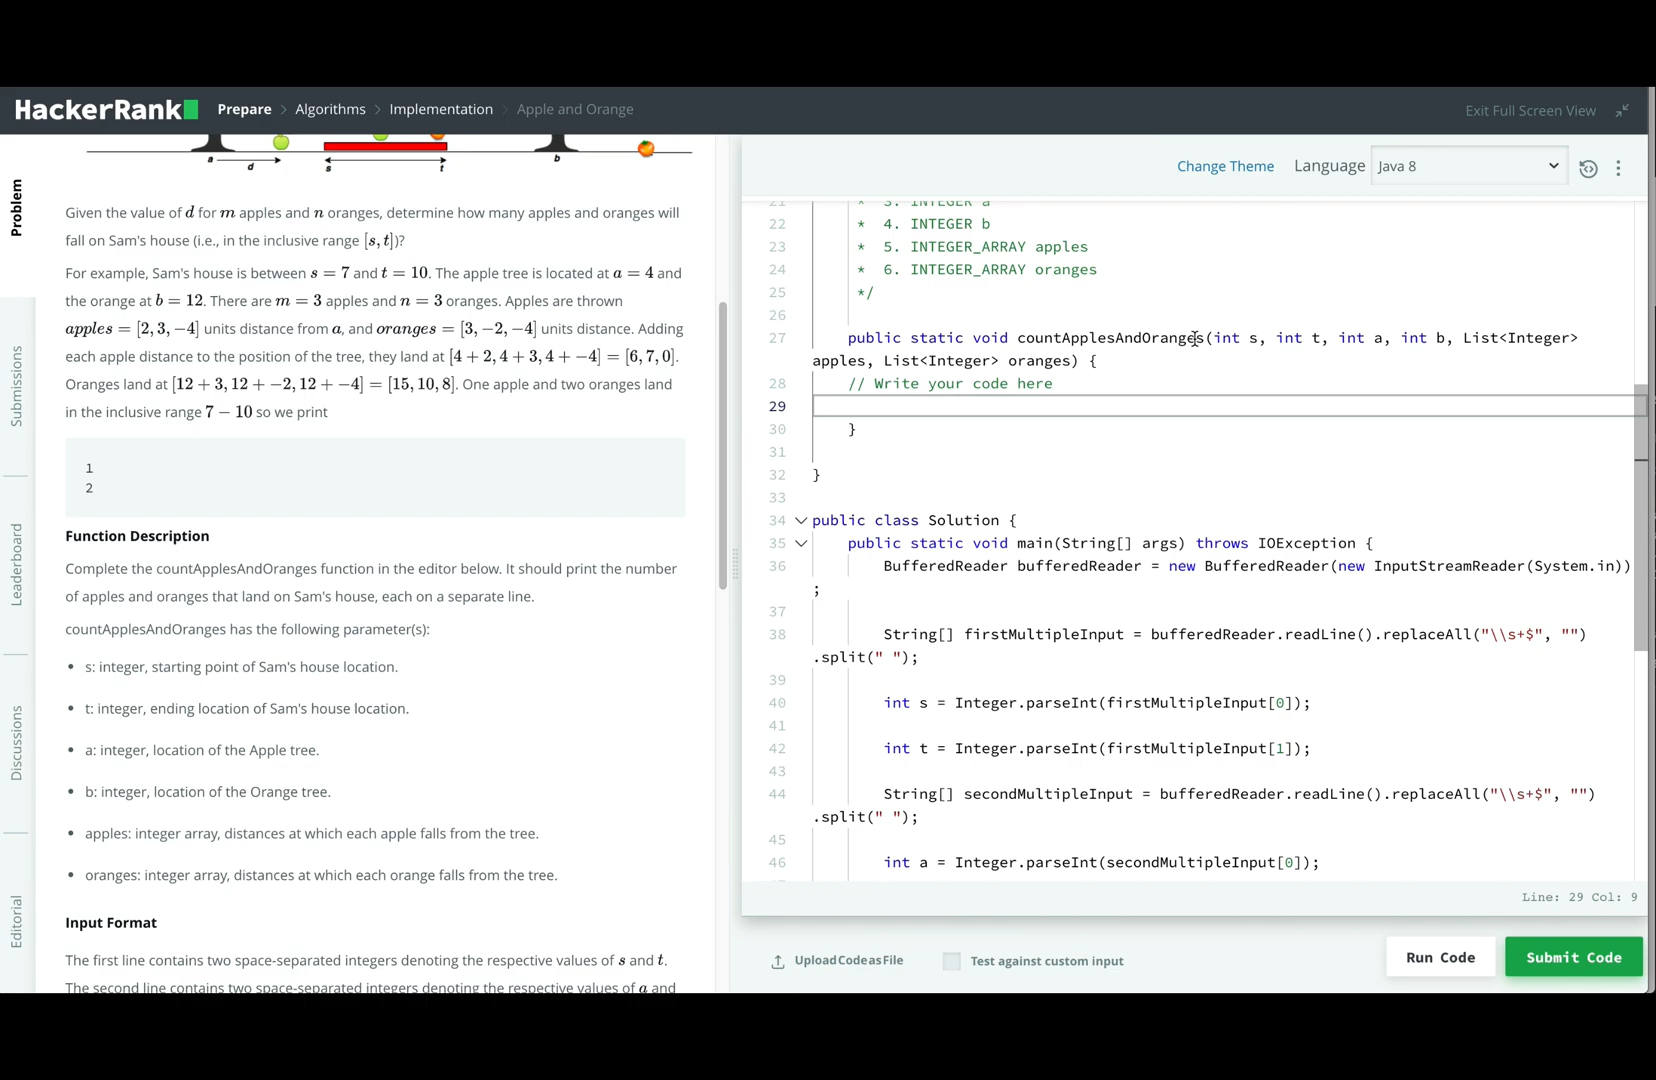 HackerRank Prepare > Algorithms > Implementation > Apple and Orange Exit Full Screen View
Problem
Submissions
Leaderboard
Discussions
Editorial
a d s t b
Given the value of d for m apples and n oranges, determine how many apples and oranges will
fall on Sam's house (i.e., in the inclusive range [s, t])?
For example, Sam's house is between s = 7 and t = 10. The apple tree is located at a = 4 and
the orange at b = 12. There are m = 3 apples and n = 3 oranges. Apples are thrown
apples = [2, 3, −4] units distance from a, and oranges = [3, −2, −4] units distance. Adding
each apple distance to the position of the tree, they land at [4 + 2, 4 + 3, 4 + −4] = [6, 7, 0].
Oranges land at [12 + 3, 12 + −2, 12 + −4] = [15, 10, 8]. One apple and two oranges land
in the inclusive range 7 − 10 so we print
1
2
Function Description
Complete the countApplesAndOranges function in the editor below. It should print the number
of apples and oranges that land on Sam's house, each on a separate line.
countApplesAndOranges has the following parameter(s):
• s: integer, starting point of Sam's house location.
• t: integer, ending location of Sam's house location.
• a: integer, location of the Apple tree.
• b: integer, location of the Orange tree.
• apples: integer array, distances at which each apple falls from the tree.
• oranges: integer array, distances at which each orange falls from the tree.
Input Format
The first line contains two space-separated integers denoting the respective values of s and t.
The second line contains two space-separated integers denoting the respective values of a and
Change Theme Language Java 8
21 * 3. INTEGER a
22 * 4. INTEGER b
23 * 5. INTEGER_ARRAY apples
24 * 6. INTEGER_ARRAY oranges
25 */
26
27 public static void countApplesAndOranges(int s, int t, int a, int b, List<Integer>
apples, List<Integer> oranges) {
28 // Write your code here
29
30 }
31
32 }
33
34 public class Solution {
35 public static void main(String[] args) throws IOException {
36 BufferedReader bufferedReader = new BufferedReader(new InputStreamReader(System.in))
;
37
38 String[] firstMultipleInput = bufferedReader.readLine().replaceAll("\\s+$", "")
.split(" ");
39
40 int s = Integer.parseInt(firstMultipleInput[0]);
41
42 int t = Integer.parseInt(firstMultipleInput[1]);
43
44 String[] secondMultipleInput = bufferedReader.readLine().replaceAll("\\s+$", "")
.split(" ");
45
46 int a = Integer.parseInt(secondMultipleInput[0]);
Line: 29 Col: 9
Upload Code as File Test against custom input Run Code Submit Code